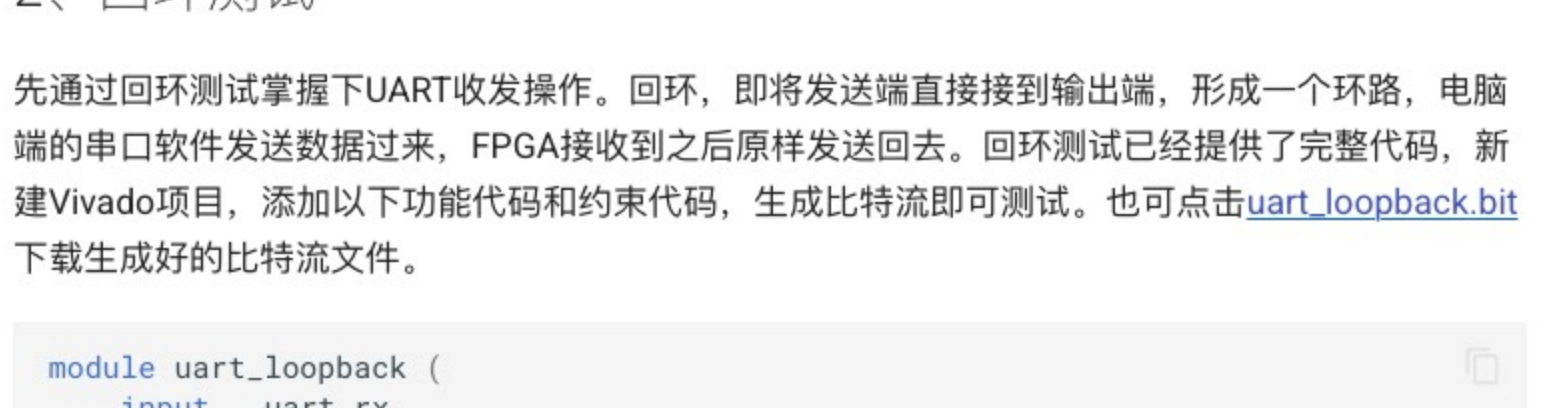 2、回环测试
先通过回环测试掌握下UART收发操作。回环，即将发送端直接接到输出端，形成一个环路，电脑
端的串口软件发送数据过来，FPGA接收到之后原样发送回去。回环测试已经提供了完整代码，新
建Vivado项目，添加以下功能代码和约束代码，生成比特流即可测试。也可点击uart_loopback.bit
下载生成好的比特流文件。
module uart_loopback (
input uart_rx